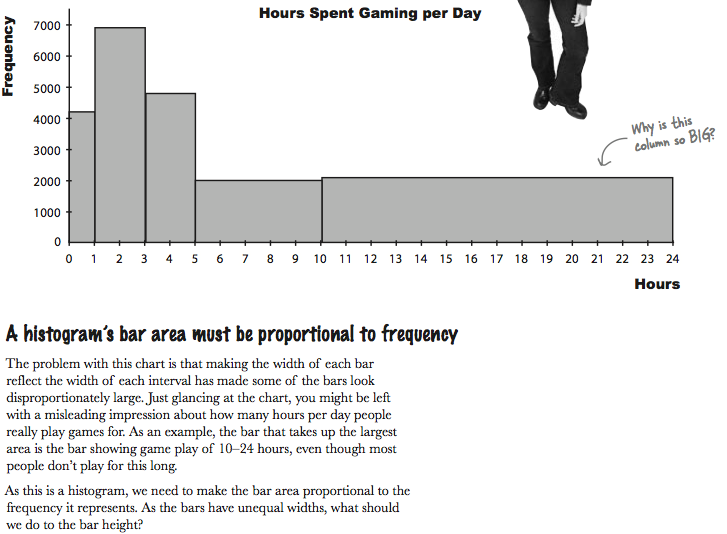 Hours Spent Gaming per Day
Frequency
7000
6000
5000
4000
3000
2000
1000
0
Why is this
column so BIG?
0 1 2 3 4 5 6 7 8 9 10 11 12 13 14 15 16 17 18 19 20 21 22 23 24
Hours
A histogram's bar area must be proportional to frequency
The problem with this chart is that making the width of each bar
reflect the width of each interval has made some of the bars look
disproportionately large. Just glancing at the chart, you might be left
with a misleading impression about how many hours per day people
really play games for. As an example, the bar that takes up the largest
area is the bar showing game play of 10–24 hours, even though most
people don't play for this long.
As this is a histogram, we need to make the bar area proportional to the
frequency it represents. As the bars have unequal widths, what should
we do to the bar height?